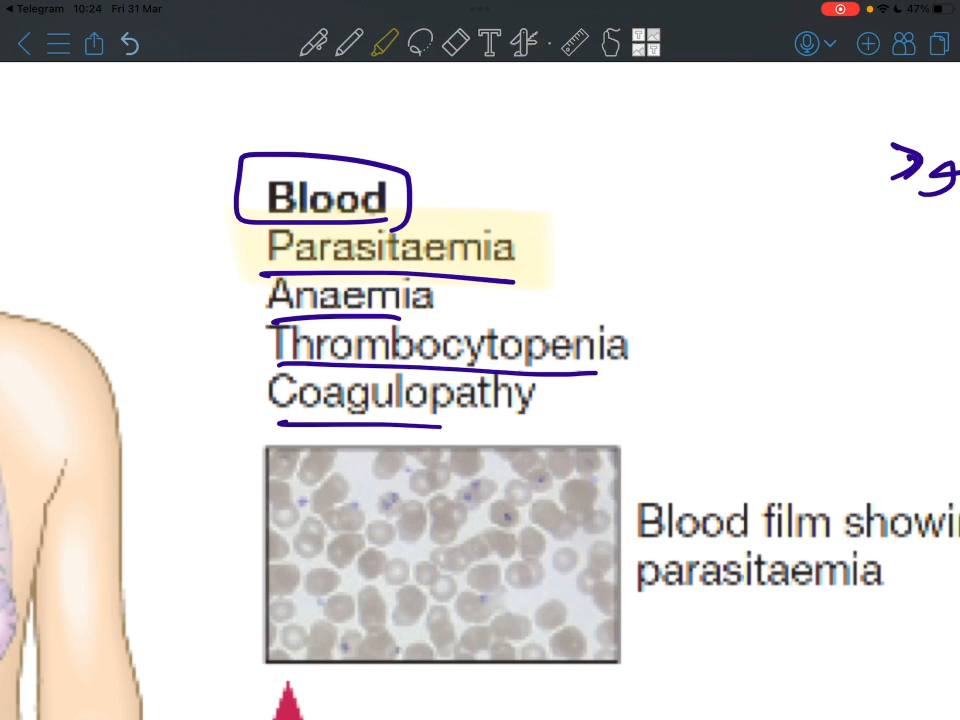 Telegram 10:24 Fri 31 Mar
47%
Blood
Parasitaemia
Anaemia
Thrombocytopenia
Coagulopathy
Blood film showi
parasitaemia